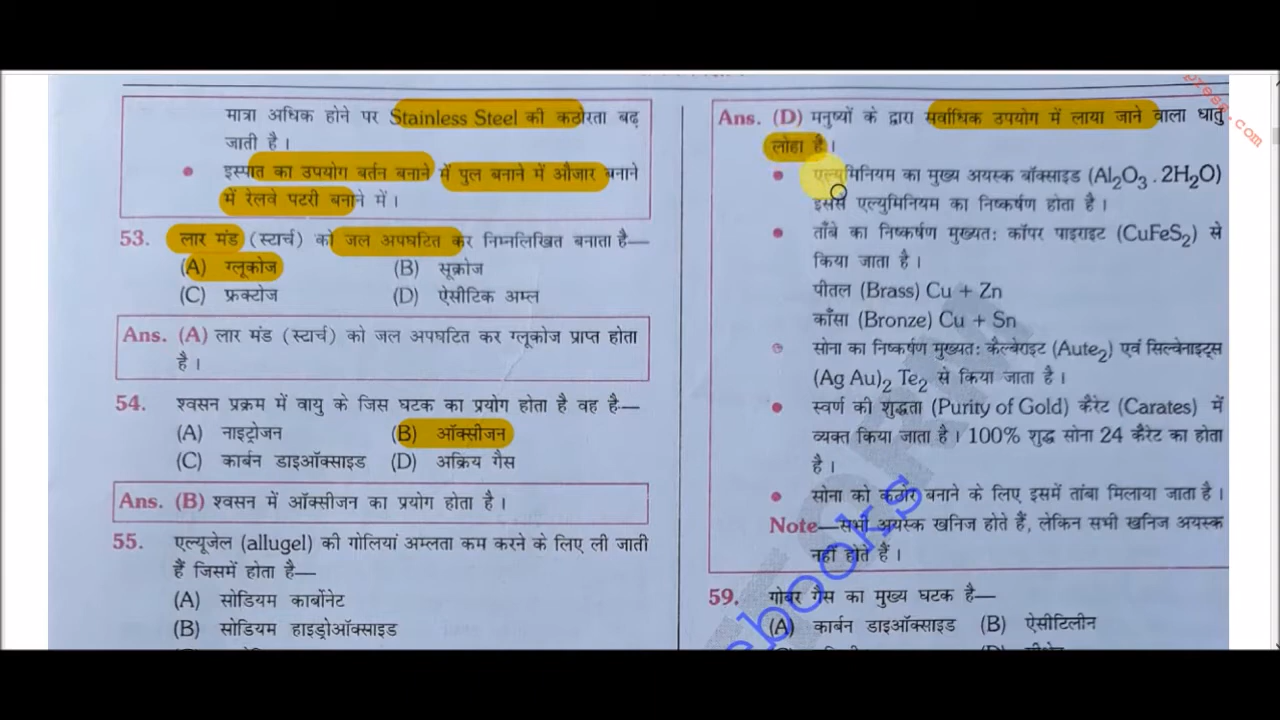 मात्रा अधिक होने पर Stainless Steel की कठोरता बढ़
जाती है।
● इस्पात का उपयोग बर्तन बनाने में पुल बनाने में औजार बनाने
में रेलवे पटरी बनाने में।
53. लार मंड (स्टार्च) को जल अपघटित कर निम्नलिखित बनाता है—
(A) ग्लूकोज (B) सूक्रोज
(C) फ्रक्टोज (D) ऐसीटिक अम्ल
Ans. (A) लार मंड (स्टार्च) को जल अपघटित कर ग्लूकोज प्राप्त होता
है।
54. श्वसन प्रक्रम में वायु के जिस घटक का प्रयोग होता है वह है—
(A) नाइट्रोजन (B) ऑक्सीजन
(C) कार्बन डाइऑक्साइड (D) अक्रिय गैस
Ans. (B) श्वसन में ऑक्सीजन का प्रयोग होता है।
55. एल्यूजेल (allugel) की गोलियां अम्लता कम करने के लिए ली जाती
हैं जिसमें होता है—
(A) सोडियम कार्बोनेट
(B) सोडियम हाइड्रोऑक्साइड
Ans. (D) मनुष्यों के द्वारा सर्वाधिक उपयोग में लाया जाने वाला धातु
लोहा है।
● एल्युमिनियम का मुख्य अयस्क बॉक्साइड (Al₂O₃ . 2H₂O)
इससे एल्युमिनियम का निष्कर्षण होता है।
● ताँबे का निष्कर्षण मुख्यत: कॉपर पाइराइट (CuFeS₂) से
किया जाता है।
पीतल (Brass) Cu + Zn
काँसा (Bronze) Cu + Sn
● सोना का निष्कर्षण मुख्यत: कैल्वेराइट (Aute₂) एवं सिल्वेनाइट्स
(Ag Au)₂ Te₂ से किया जाता है।
● स्वर्ण की शुद्धता (Purity of Gold) कैरेट (Carates) में
व्यक्त किया जाता है। 100% शुद्ध सोना 24 कैरेट का होता
है।
● सोना को कठोर बनाने के लिए इसमें तांबा मिलाया जाता है।
Note—सभी अयस्क खनिज होते हैं, लेकिन सभी खनिज अयस्क
नहीं होते हैं।
59. गोबर गैस का मुख्य घटक है—
(A) कार्बन डाइऑक्साइड (B) ऐसीटिलीन
ebooks